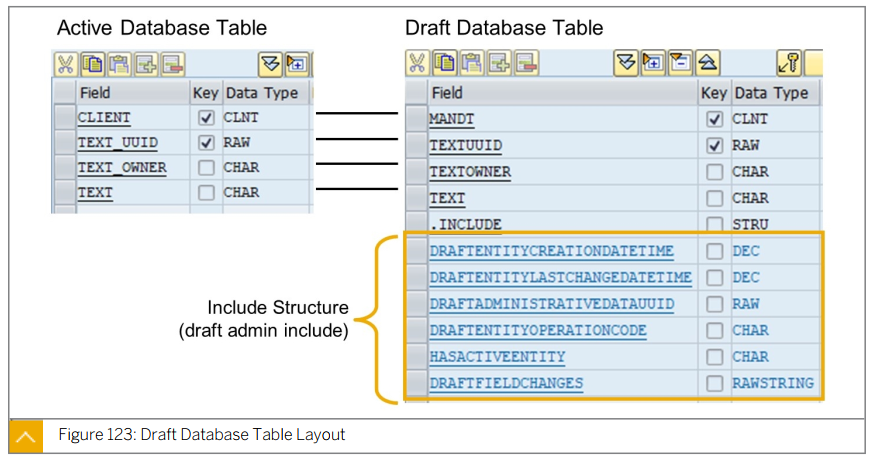 Active Database Table
Field Key Data Type
CLIENT CLNT
TEXT_UUID RAW
TEXT_OWNER CHAR
TEXT CHAR
Draft Database Table
Field Key Data Type
MANDT CLNT
TEXTUUID RAW
TEXTOWNER CHAR
TEXT CHAR
.INCLUDE STRU
DRAFTENTITYCREATIONDATETIME DEC
DRAFTENTITYLASTCHANGEDATETIME DEC
DRAFTADMINISTRATIVEDATAUUID RAW
DRAFTENTITYOPERATIONCODE CHAR
HASACTIVEENTITY CHAR
DRAFTFIELDCHANGES RAWSTRING
Include Structure
(draft admin include)
Figure 123: Draft Database Table Layout